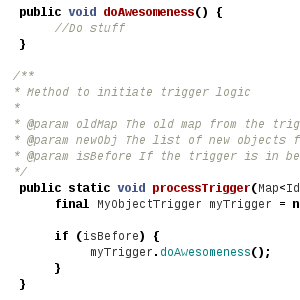 public void doAwesomeness() {
//Do stuff
}
/**
* Method to initiate trigger logic
*
* @param oldMap The old map from the trig
* @param newObj The list of new objects f
* @param isBefore If the trigger is in be
*/
public static void processTrigger(Map<Id
final MyObjectTrigger myTrigger = n
if (isBefore) {
myTrigger.doAwesomeness();
}
}